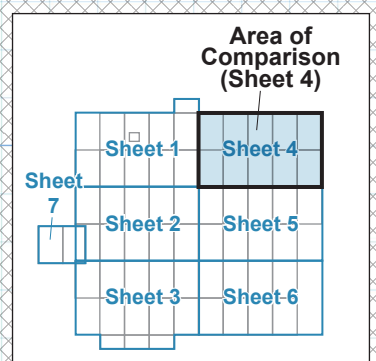 Area of
Comparison
(Sheet 4)
Sheet 1
Sheet 4
Sheet
7
Sheet 2
Sheet 5
Sheet 3
Sheet 6